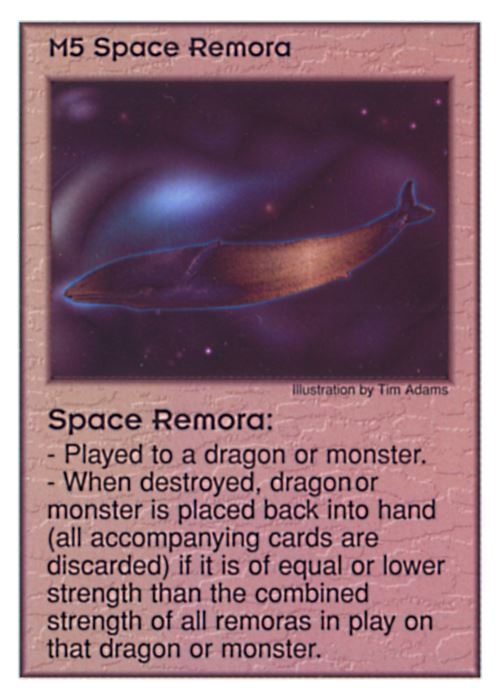 M5 Space Remora
Illustration by Tim Adams
Space Remora:
- Played to a dragon or monster.
- When destroyed, dragon or
monster is placed back into hand
(all accompanying cards are
discarded) if it is of equal or lower
strength than the combined
strength of all remoras in play on
that dragon or monster.